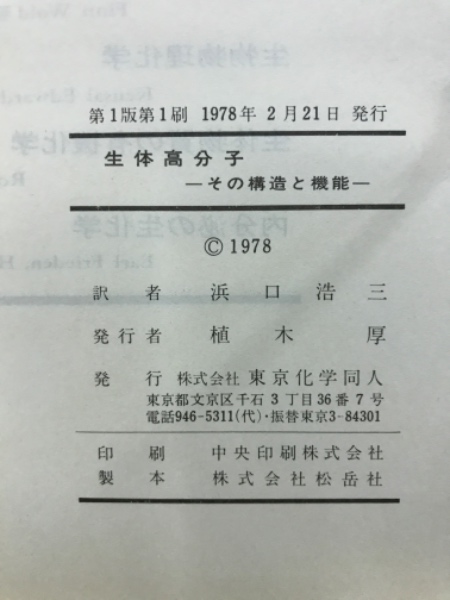 第1版第1刷 1978年 2月21日 発行
生体高分子
—その構造と機能—
© 1978
訳者 浜口浩三
発行者 植木厚
発行 株式会社 東京化学同人
東京都文京区千石3丁目36番7号
電話946-5311(代)・振替東京3-84301
印刷 中央印刷株式会社
製本 株式会社松岳社